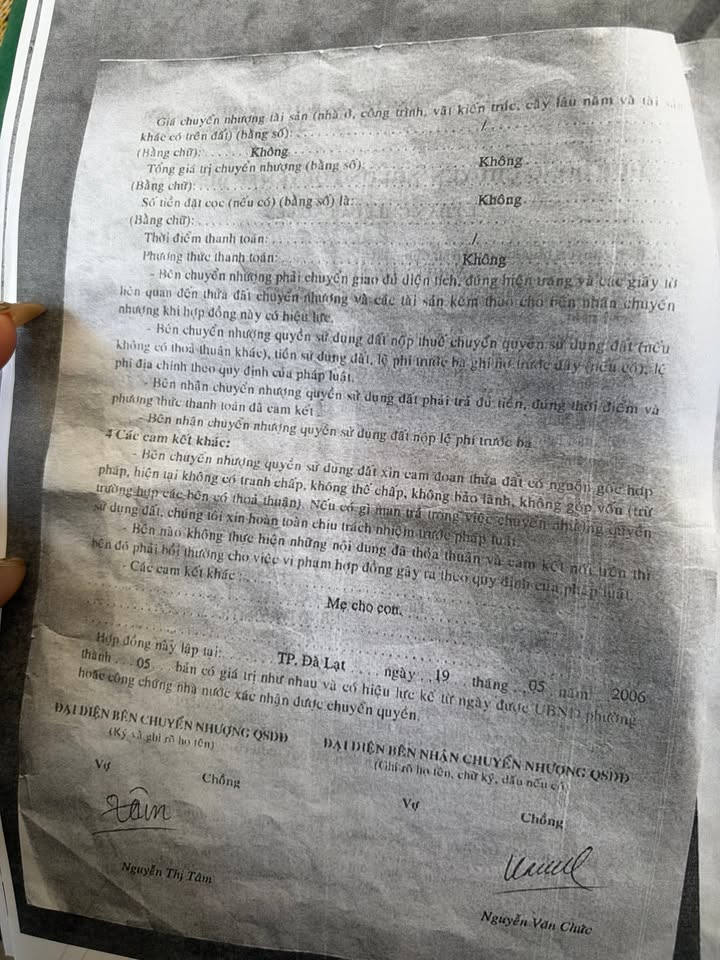 Giá chuyển nhượng tài sản (nhà ở, công trình, vật kiến trúc, cây lâu năm và tài sản
khác có trên đất) (bằng số): . . . . . . . . . . / . . . . . . . . . .
(Bằng chữ): . . . . . . Không . . . . . . . . . .
Tổng giá trị chuyển nhượng (bằng số): . . . . . . . . . . Không . . . . . . . . . .
(Bằng chữ): . . . . . . . . . .
Số tiền đặt cọc (nếu có) (bằng số) là: . . . . . . . . . . Không . . . . . . . . . .
(Bằng chữ): . . . . . . . . . .
Thời điểm thanh toán: . . . . . . . . . . /. . . . . . . . . .
Phương thức thanh toán: . . . . . . . . . . Không . . . . . . . . . .
- Bên chuyển nhượng phải chuyển giao đủ diện tích, đúng hiện trạng và các giấy tờ
liên quan đến thửa đất chuyển nhượng và các tài sản kèm theo cho bên nhận chuyển
nhượng khi hợp đồng này có hiệu lực.
- Bên chuyển nhượng quyền sử dụng đất nộp thuế chuyển quyền sử dụng đất (nếu
không có thoả thuận khác), tiền sử dụng đất, lệ phí trước bạ ghi nợ trước đây (nếu có), lệ
phí địa chính theo quy định của pháp luật.
- Bên nhận chuyển nhượng quyền sử dụng đất phải trả đủ tiền, đúng thời điểm và
phương thức thanh toán đã cam kết .
- Bên nhận chuyển nhượng quyền sử dụng đất nộp lệ phí trước bạ
4 Các cam kết khác:
- Bên chuyển nhượng quyền sử dụng đất xin cam đoan thửa đất có nguồn gốc hợp
pháp, hiện tại không có tranh chấp, không thế chấp, không bảo lãnh, không góp vốn (trừ
trường hợp các bên có thoả thuận). Nếu có gì man trá trong việc chuyển nhượng quyền
sử dụng đất, chúng tôi xin hoàn toàn chịu trách nhiệm trước pháp luật.
- Bên nào không thực hiện những nội dung đã thỏa thuận và cam kết nói trên thì
bên đó phải bồi thường cho việc vi phạm hợp đồng gây ra theo quy định của pháp luật.
- Các cam kết khác : . . . . . . . . . .
Mẹ cho con.
Hợp đồng này lập tại: . . . . . TP. Đà Lạt . . . . ngày . . 19 . . tháng . . 05 . năm 2006
thành . . 05 . . bản có giá trị như nhau và có hiệu lực kể từ ngày được UBND phường
hoặc công chứng nhà nước xác nhận được chuyển quyền.
ĐẠI DIỆN BÊN CHUYỂN NHƯỢNG QSDĐ
(Ký và ghi rõ họ tên)
Vợ Chồng
Tâm
Nguyễn Thị Tâm
ĐẠI DIỆN BÊN NHẬN CHUYỂN NHƯỢNG QSDĐ
(Ghi rõ họ tên, chữ ký, dấu nếu có)
Vợ Chồng
Nguyễn Văn Chức